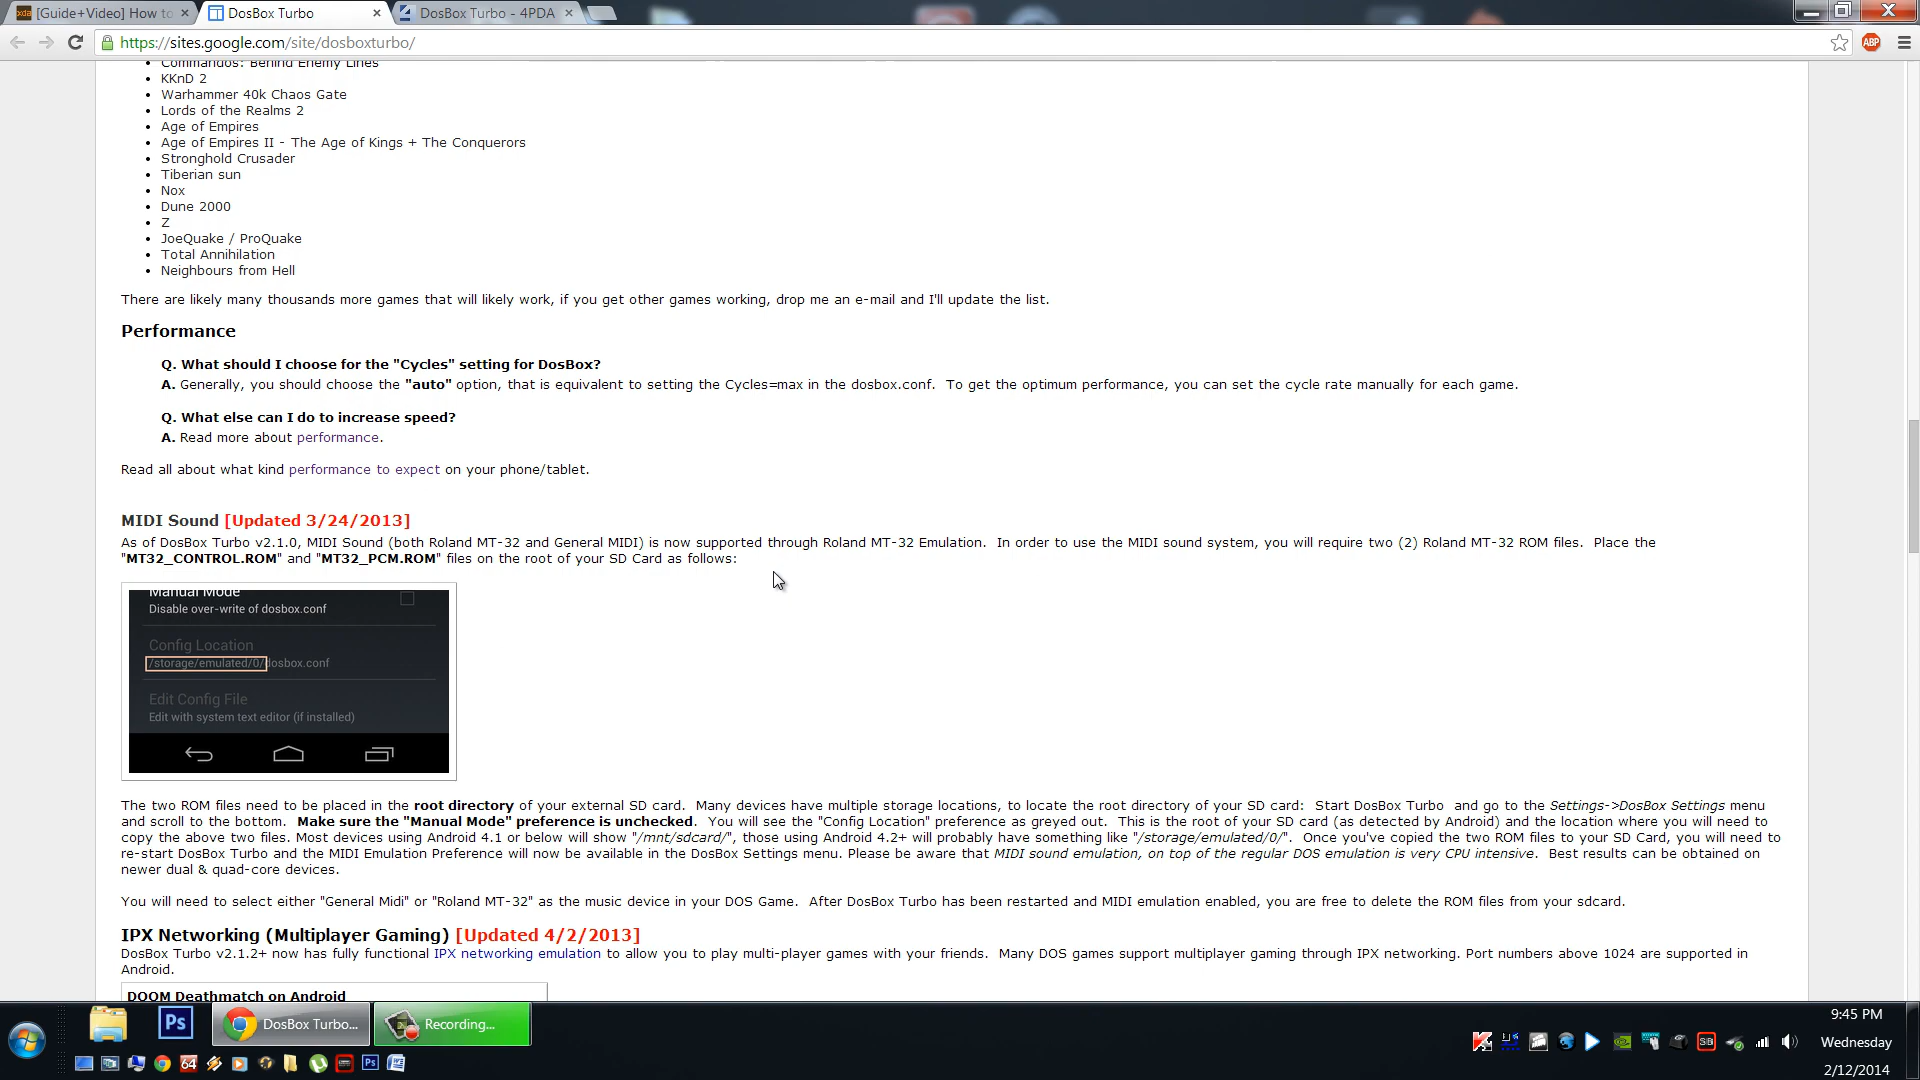 [Guide+Video] How to
DosBox Turbo
DosBox Turbo - 4PDA
https://sites.google.com/site/dosboxturbo/
ABP
Commandos: Behind Enemy Lines
KKnD 2
Warhammer 40k Chaos Gate
Lords of the Realms 2
Age of Empires
Age of Empires II - The Age of Kings + The Conquerors
Stronghold Crusader
Tiberian sun
Nox
Dune 2000
Z
JoeQuake / ProQuake
Total Annihilation
Neighbours from Hell
There are likely many thousands more games that will likely work, if you get other games working, drop me an e-mail and I'll update the list.
Performance
Q. What should I choose for the "Cycles" setting for DosBox?
A. Generally, you should choose the "auto" option, that is equivalent to setting the Cycles=max in the dosbox.conf.  To get the optimum performance, you can set the cycle rate manually for each game.
Q. What else can I do to increase speed?
A. Read more about performance.
Read all about what kind performance to expect on your phone/tablet.
MIDI Sound [Updated 3/24/2013]
As of DosBox Turbo v2.1.0, MIDI Sound (both Roland MT-32 and General MIDI) is now supported through Roland MT-32 Emulation.  In order to use the MIDI sound system, you will require two (2) Roland MT-32 ROM files.  Place the
"MT32_CONTROL.ROM" and "MT32_PCM.ROM" files on the root of your SD Card as follows:
Manual Mode
Disable over-write of dosbox.conf
Config Location
/storage/emulated/0/dosbox.conf
Edit Config File
Edit with system text editor (if installed)
The two ROM files need to be placed in the root directory of your external SD card.  Many devices have multiple storage locations, to locate the root directory of your SD card:  Start DosBox Turbo  and go to the Settings->DosBox Settings menu
and scroll to the bottom.  Make sure the "Manual Mode" preference is unchecked.  You will see the "Config Location" preference as greyed out.  This is the root of your SD card (as detected by Android) and the location where you will need to
copy the above two files. Most devices using Android 4.1 or below will show "/mnt/sdcard/", those using Android 4.2+ will probably have something like "/storage/emulated/0/".  Once you've copied the two ROM files to your SD Card, you will need to
re-start DosBox Turbo and the MIDI Emulation Preference will now be available in the DosBox Settings menu. Please be aware that MIDI sound emulation, on top of the regular DOS emulation is very CPU intensive.  Best results can be obtained on
newer dual & quad-core devices.
You will need to select either "General Midi" or "Roland MT-32" as the music device in your DOS Game.  After DosBox Turbo has been restarted and MIDI emulation enabled, you are free to delete the ROM files from your sdcard.
IPX Networking (Multiplayer Gaming) [Updated 4/2/2013]
DosBox Turbo v2.1.2+ now has fully functional IPX networking emulation to allow you to play multi-player games with your friends.  Many DOS games support multiplayer gaming through IPX networking. Port numbers above 1024 are supported in
Android.
DOOM Deathmatch on Android
Ps
DosBox Turbo...
Recording...
64
9:45 PM
Wednesday
2/12/2014